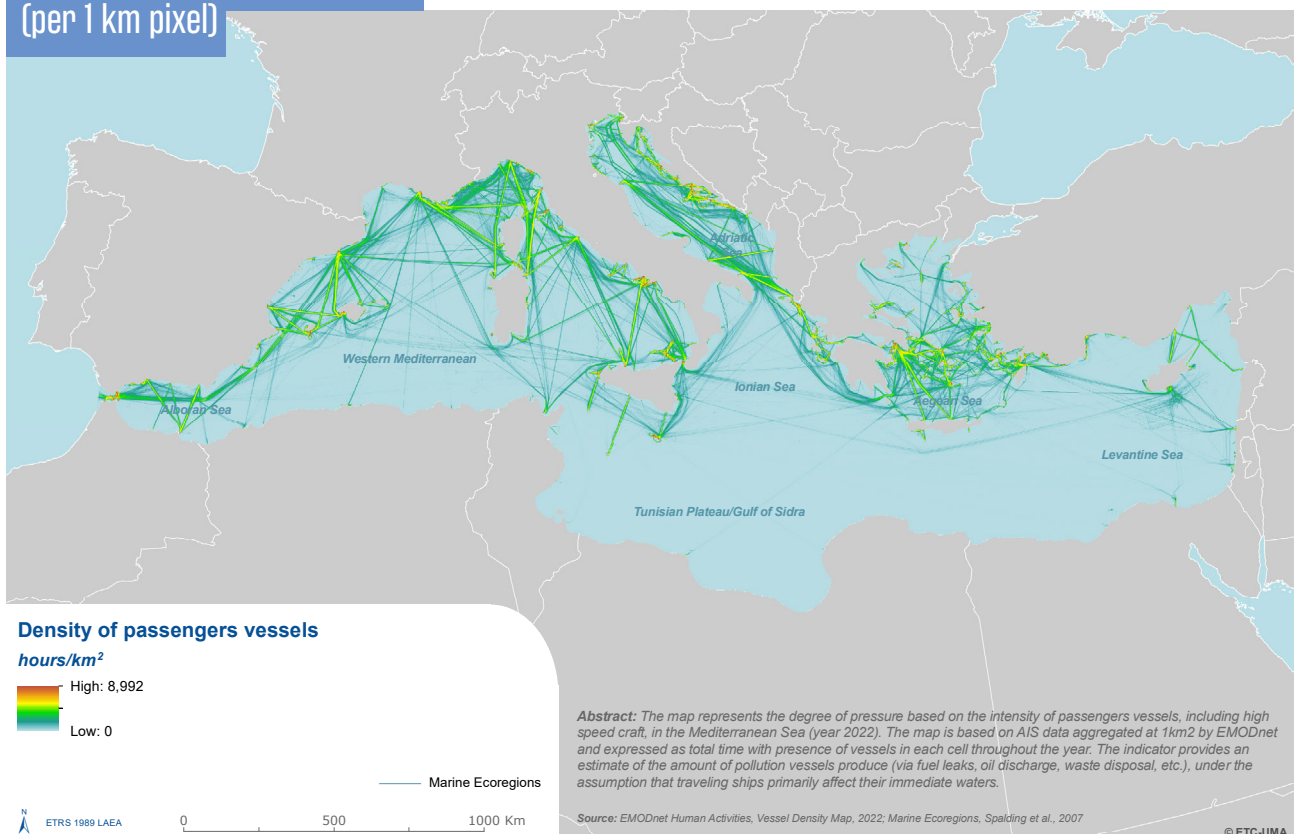 (per 1 km pixel)
Adriatic
Sea
Western Mediterranean
Ionian Sea
Alboran Sea
Aegean Sea
Levantine Sea
Tunisian Plateau/Gulf of Sidra
Density of passengers vessels
hours/km²
High: 8,992
Low: 0
Marine Ecoregions
N
ETRS 1989 LAEA
0 500 1000 Km
Abstract: The map represents the degree of pressure based on the intensity of passengers vessels, including high
speed craft, in the Mediterranean Sea (year 2022). The map is based on AIS data aggregated at 1km2 by EMODnet
and expressed as total time with presence of vessels in each cell throughout the year. The indicator provides an
estimate of the amount of pollution vessels produce (via fuel leaks, oil discharge, waste disposal, etc.), under the
assumption that traveling ships primarily affect their immediate waters.
Source: EMODnet Human Activities, Vessel Density Map, 2022; Marine Ecoregions, Spalding et al., 2007
© ETC-UMA